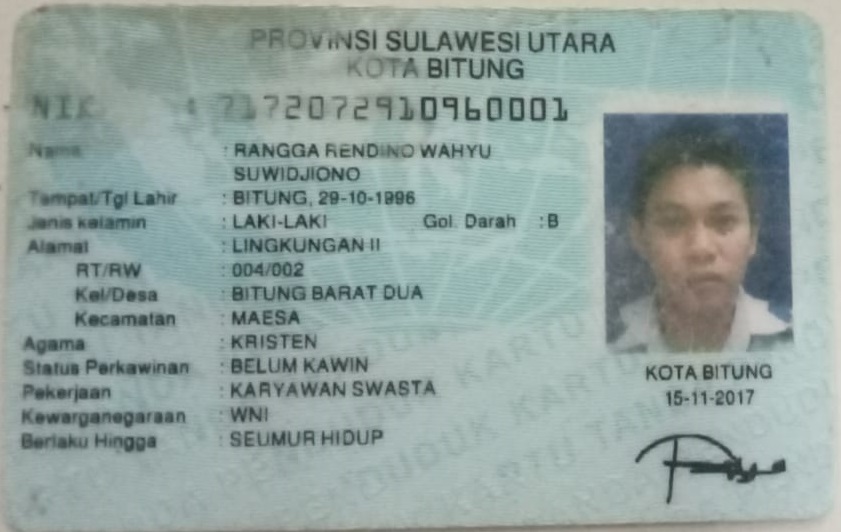 PROVINSI SULAWESI UTARA
KOTA BITUNG
NIK : 7172072910960001
Nama : RANGGA RENDINO WAHYU
SUWIDJIONO
Tempat/Tgl Lahir : BITUNG, 29-10-1996
Jenis kelamin : LAKI-LAKI Gol. Darah : B
Alamat : LINGKUNGAN II
RT/RW : 004/002
Kel/Desa : BITUNG BARAT DUA
Kecamatan : MAESA
Agama : KRISTEN
Status Perkawinan : BELUM KAWIN
Pekerjaan : KARYAWAN SWASTA
Kewarganegaraan : WNI
Berlaku Hingga : SEUMUR HIDUP
KOTA BITUNG
15-11-2017